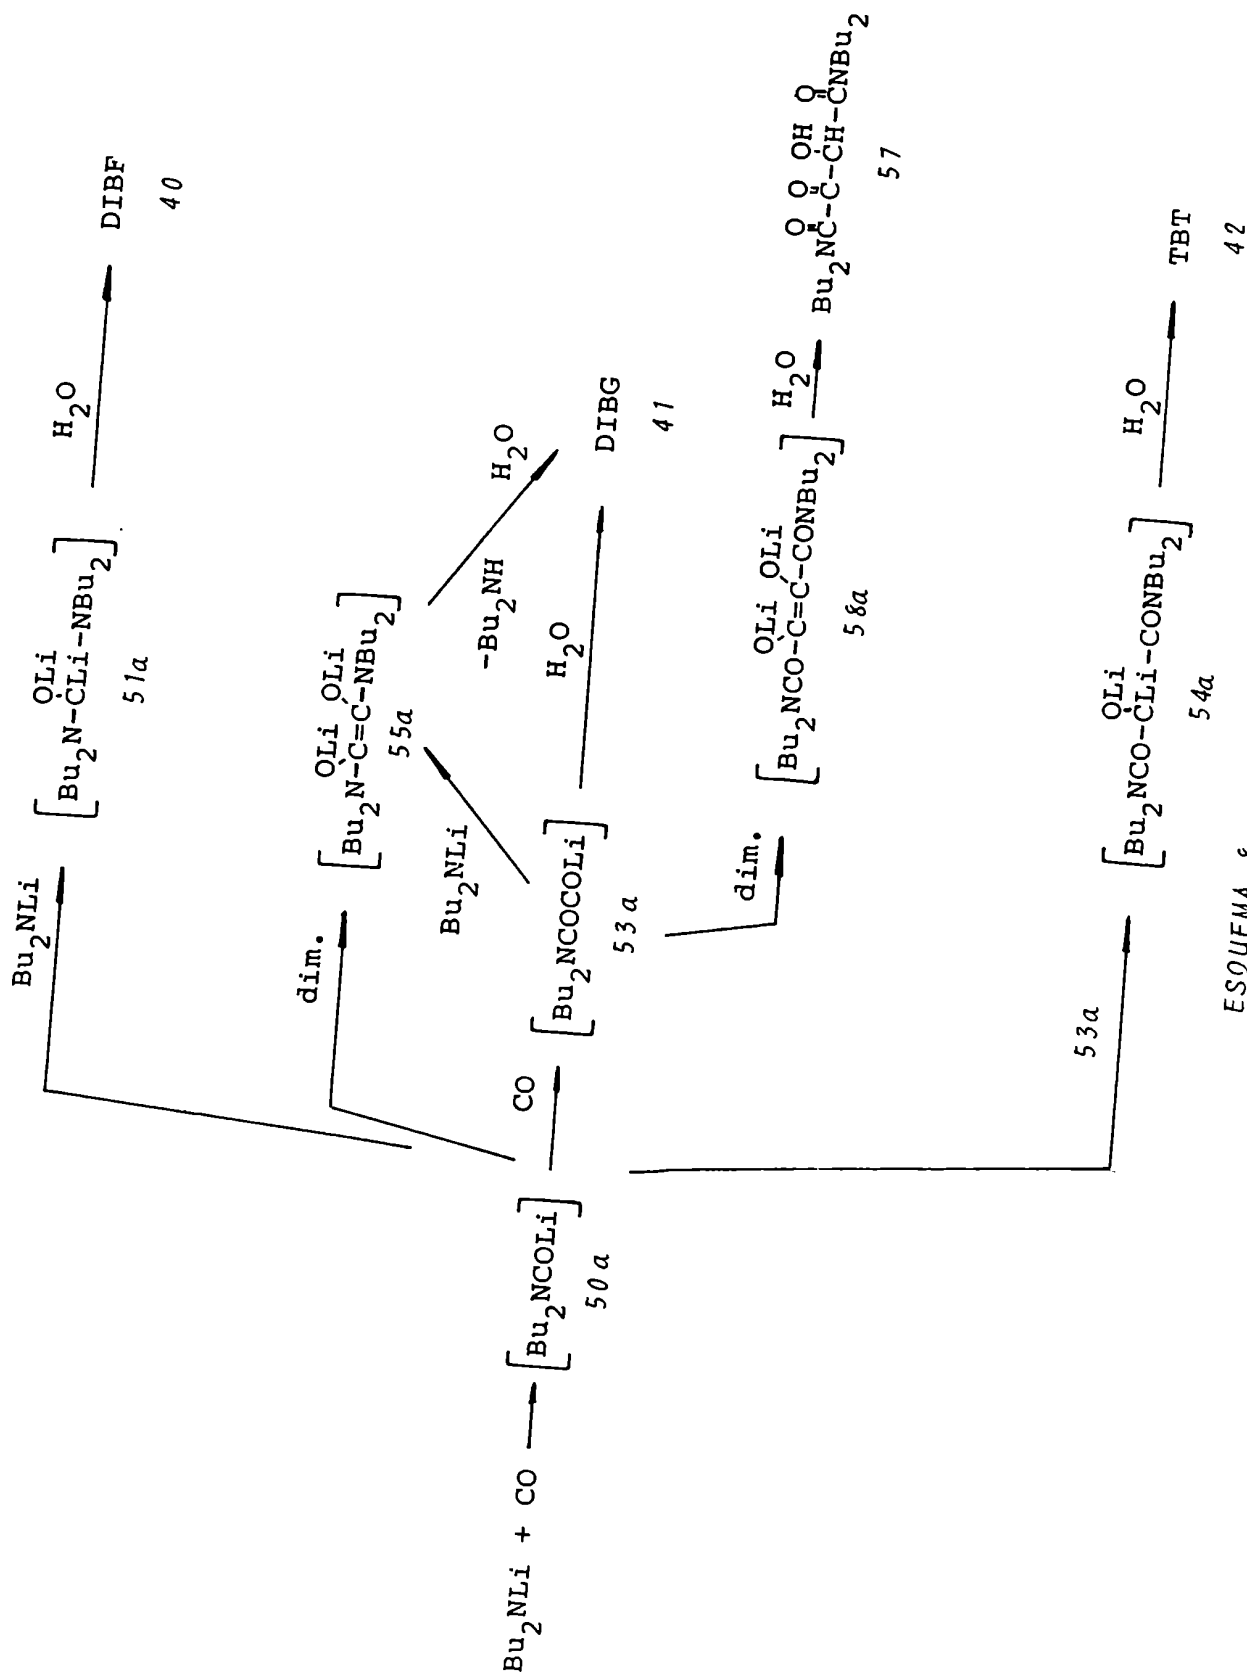 Bu2NLi
H2O
[Bu2N-CLi-NBu2]
OLi
51a
DIBF
40
dim.
[Bu2N-C=C-NBu2]
OLi OLi
55a
Bu2NLi
-Bu2NH
H2O
Bu2NLi + CO
[Bu2NCOLi]
50a
CO
[Bu2NCOCOLi]
53a
H2O
DIBG
41
dim.
OLi OLi
[Bu2NCO-C=C-CONBu2]
58a
H2O
O O OH O
Bu2NC-C-CH-CNBu2
57
53a
OLi
[Bu2NCO-CLi-CONBu2]
54a
H2O
TBT
42
ESQUEMA